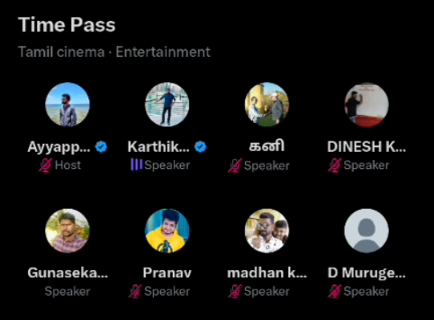 Time Pass
Tamil cinema · Entertainment
Ayyapp... Karthik... கனி DINESH K...
Host Speaker Speaker Speaker
Gunaseka... Pranav madhan k... D Muruge...
Speaker Speaker Speaker Speaker